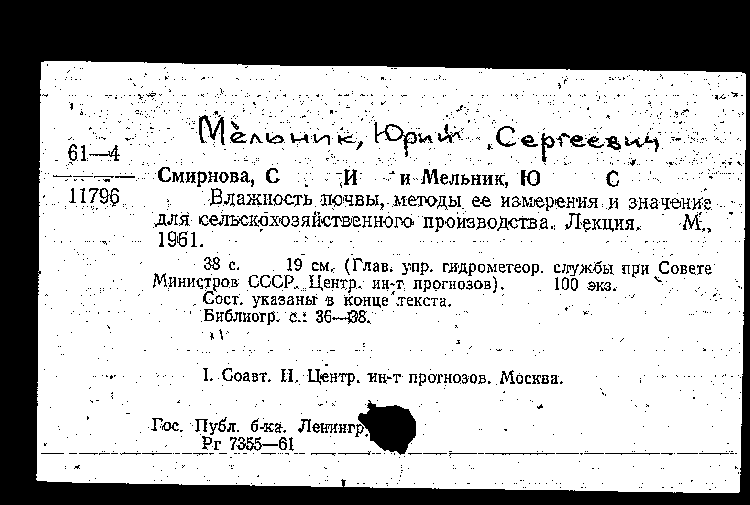 Мельник, Юрий Сергеевич
61—4
11796
Смирнова, С И и Мельник, Ю С
Влажность почвы, методы ее измерения и значение
для сельскохозяйственного производства. Лекция. М.,
1961.
38 с. 19 см. (Глав. упр. гидрометеор. службы при Совете
Министров СССР. Центр. ин-т прогнозов). 100 экз.
Сост. указаны в конце текста.
Библиогр. с.: 36—38.
I. Соавт. II. Центр. ин-т прогнозов. Москва.
Гос. Публ. б-ка. Ленингр
Рг 7355—61